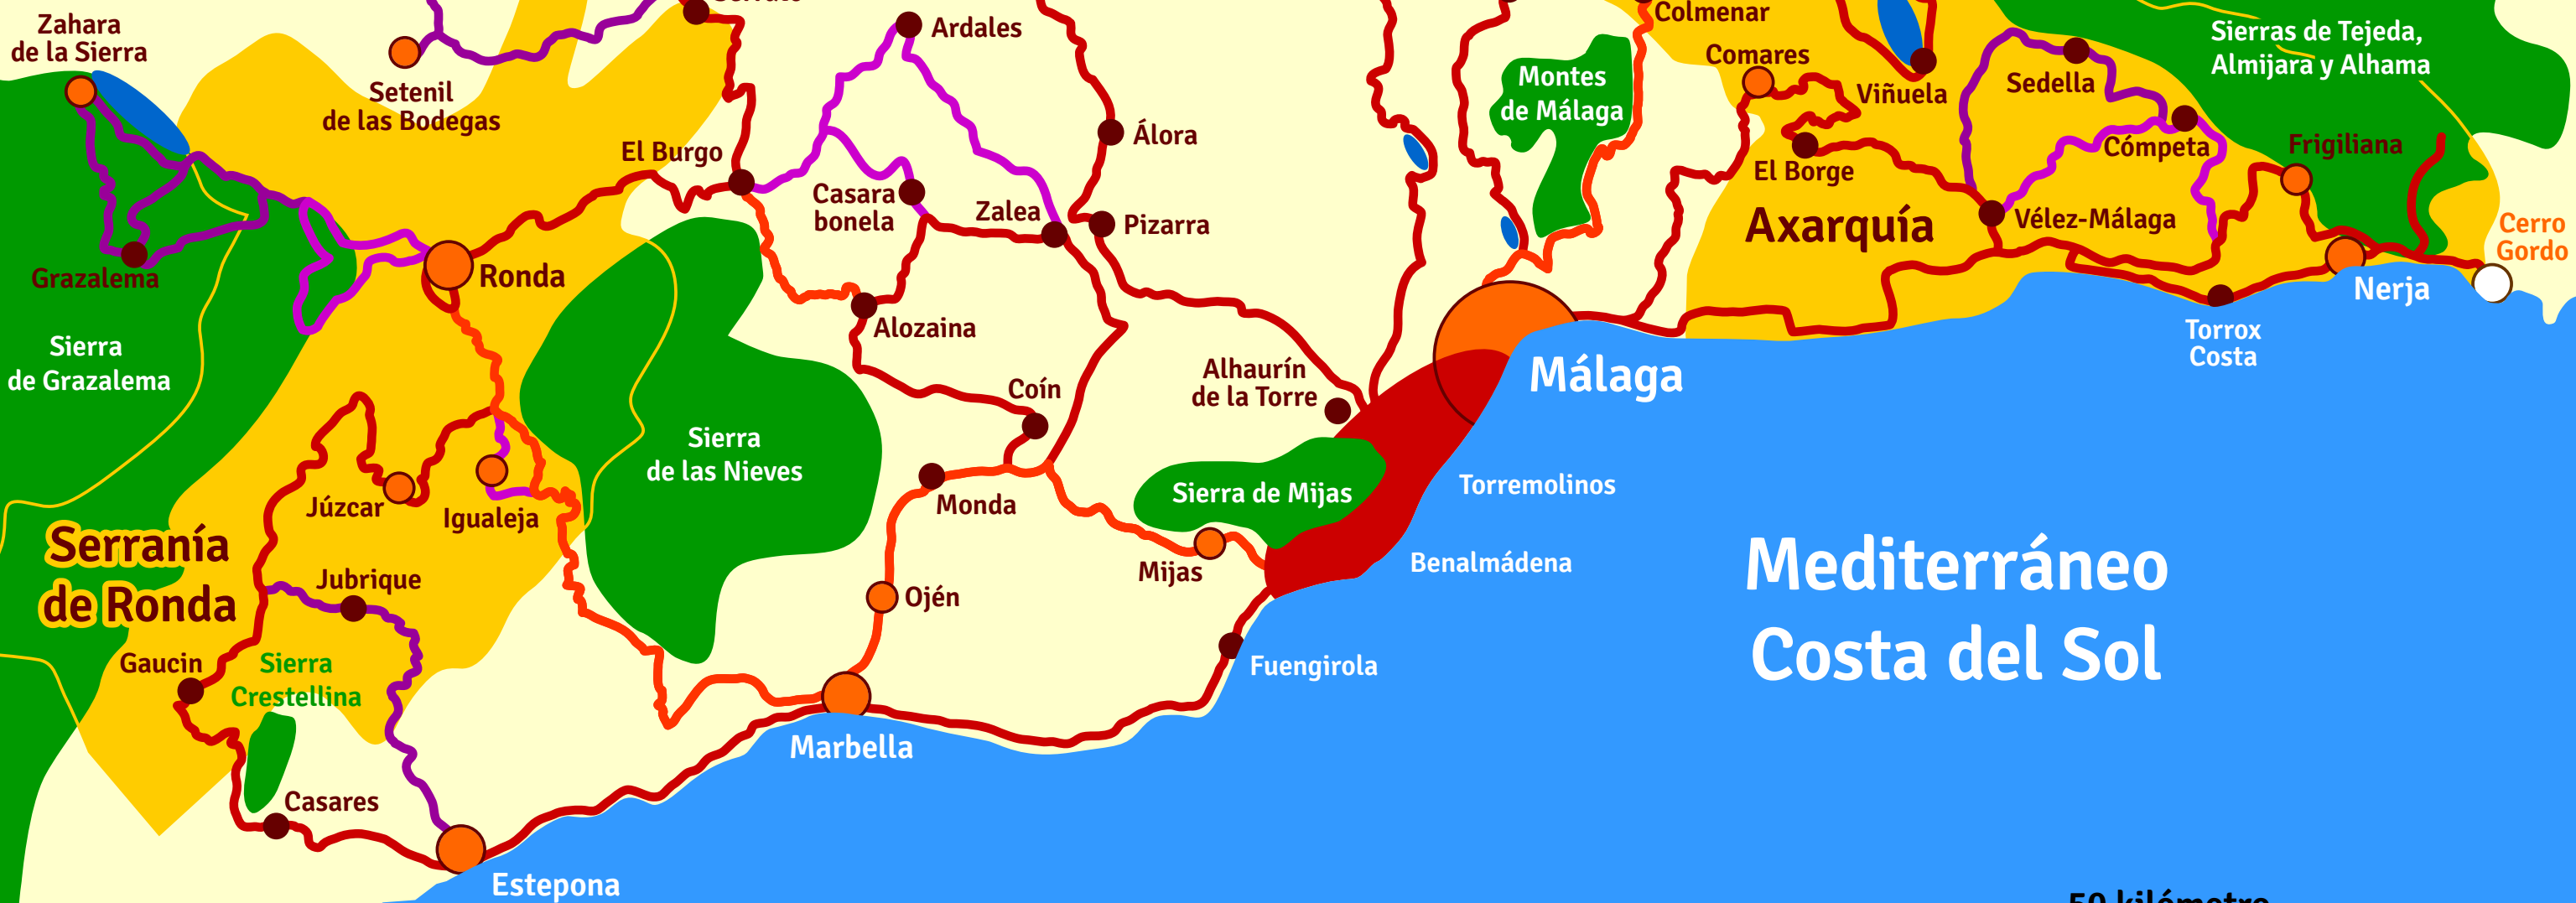 Colmenar
Zahara
de la Sierra
Ardales
Sierras de Tejeda,
Almijara y Alhama
Comares
Setenil
de las Bodegas
Montes
de Málaga
Viñuela
Sedella
Álora
El Burgo
Cómpeta
Frigiliana
El Borge
Casara
bonela
Zalea
Pizarra
Axarquía
Vélez-Málaga
Cerro
Gordo
Grazalema
Ronda
Nerja
Alozaina
Torrox
Costa
Sierra
de Grazalema
Alhaurín
de la Torre
Málaga
Coín
Sierra
de las Nieves
Torremolinos
Sierra de Mijas
Júzcar
Igualeja
Monda
Serranía
de Ronda
Mediterráneo
Costa del Sol
Benalmádena
Mijas
Jubrique
Ojén
Gaucin
Sierra
Crestellina
Fuengirola
Marbella
Casares
Estepona
50 kilómetro